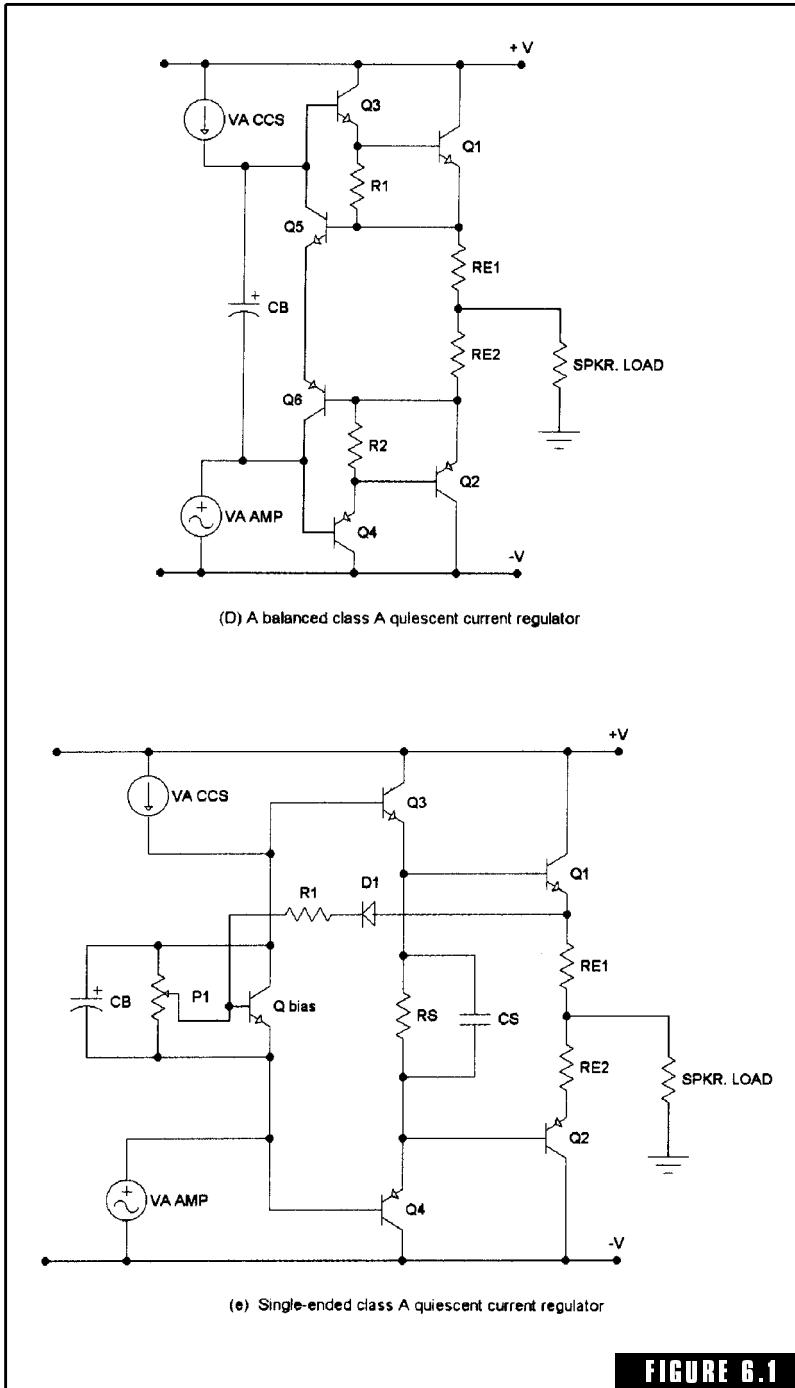 + V
Q3
VA CCS
Q1
R1
Q5
RE1
+
CB
RE2
SPKR. LOAD
Q6
R2
Q2
+
VA AMP
Q4
-V
(D) A balanced class A quiescent current regulator
+V
VA CCS
Q3
D1
Q1
R1
RE1
+
CB
P1
Q bias
RS
CS
RE2
SPKR. LOAD
Q2
+
VA AMP
Q4
-V
(e) Single-ended class A quiescent current regulator
FIGURE 6.1